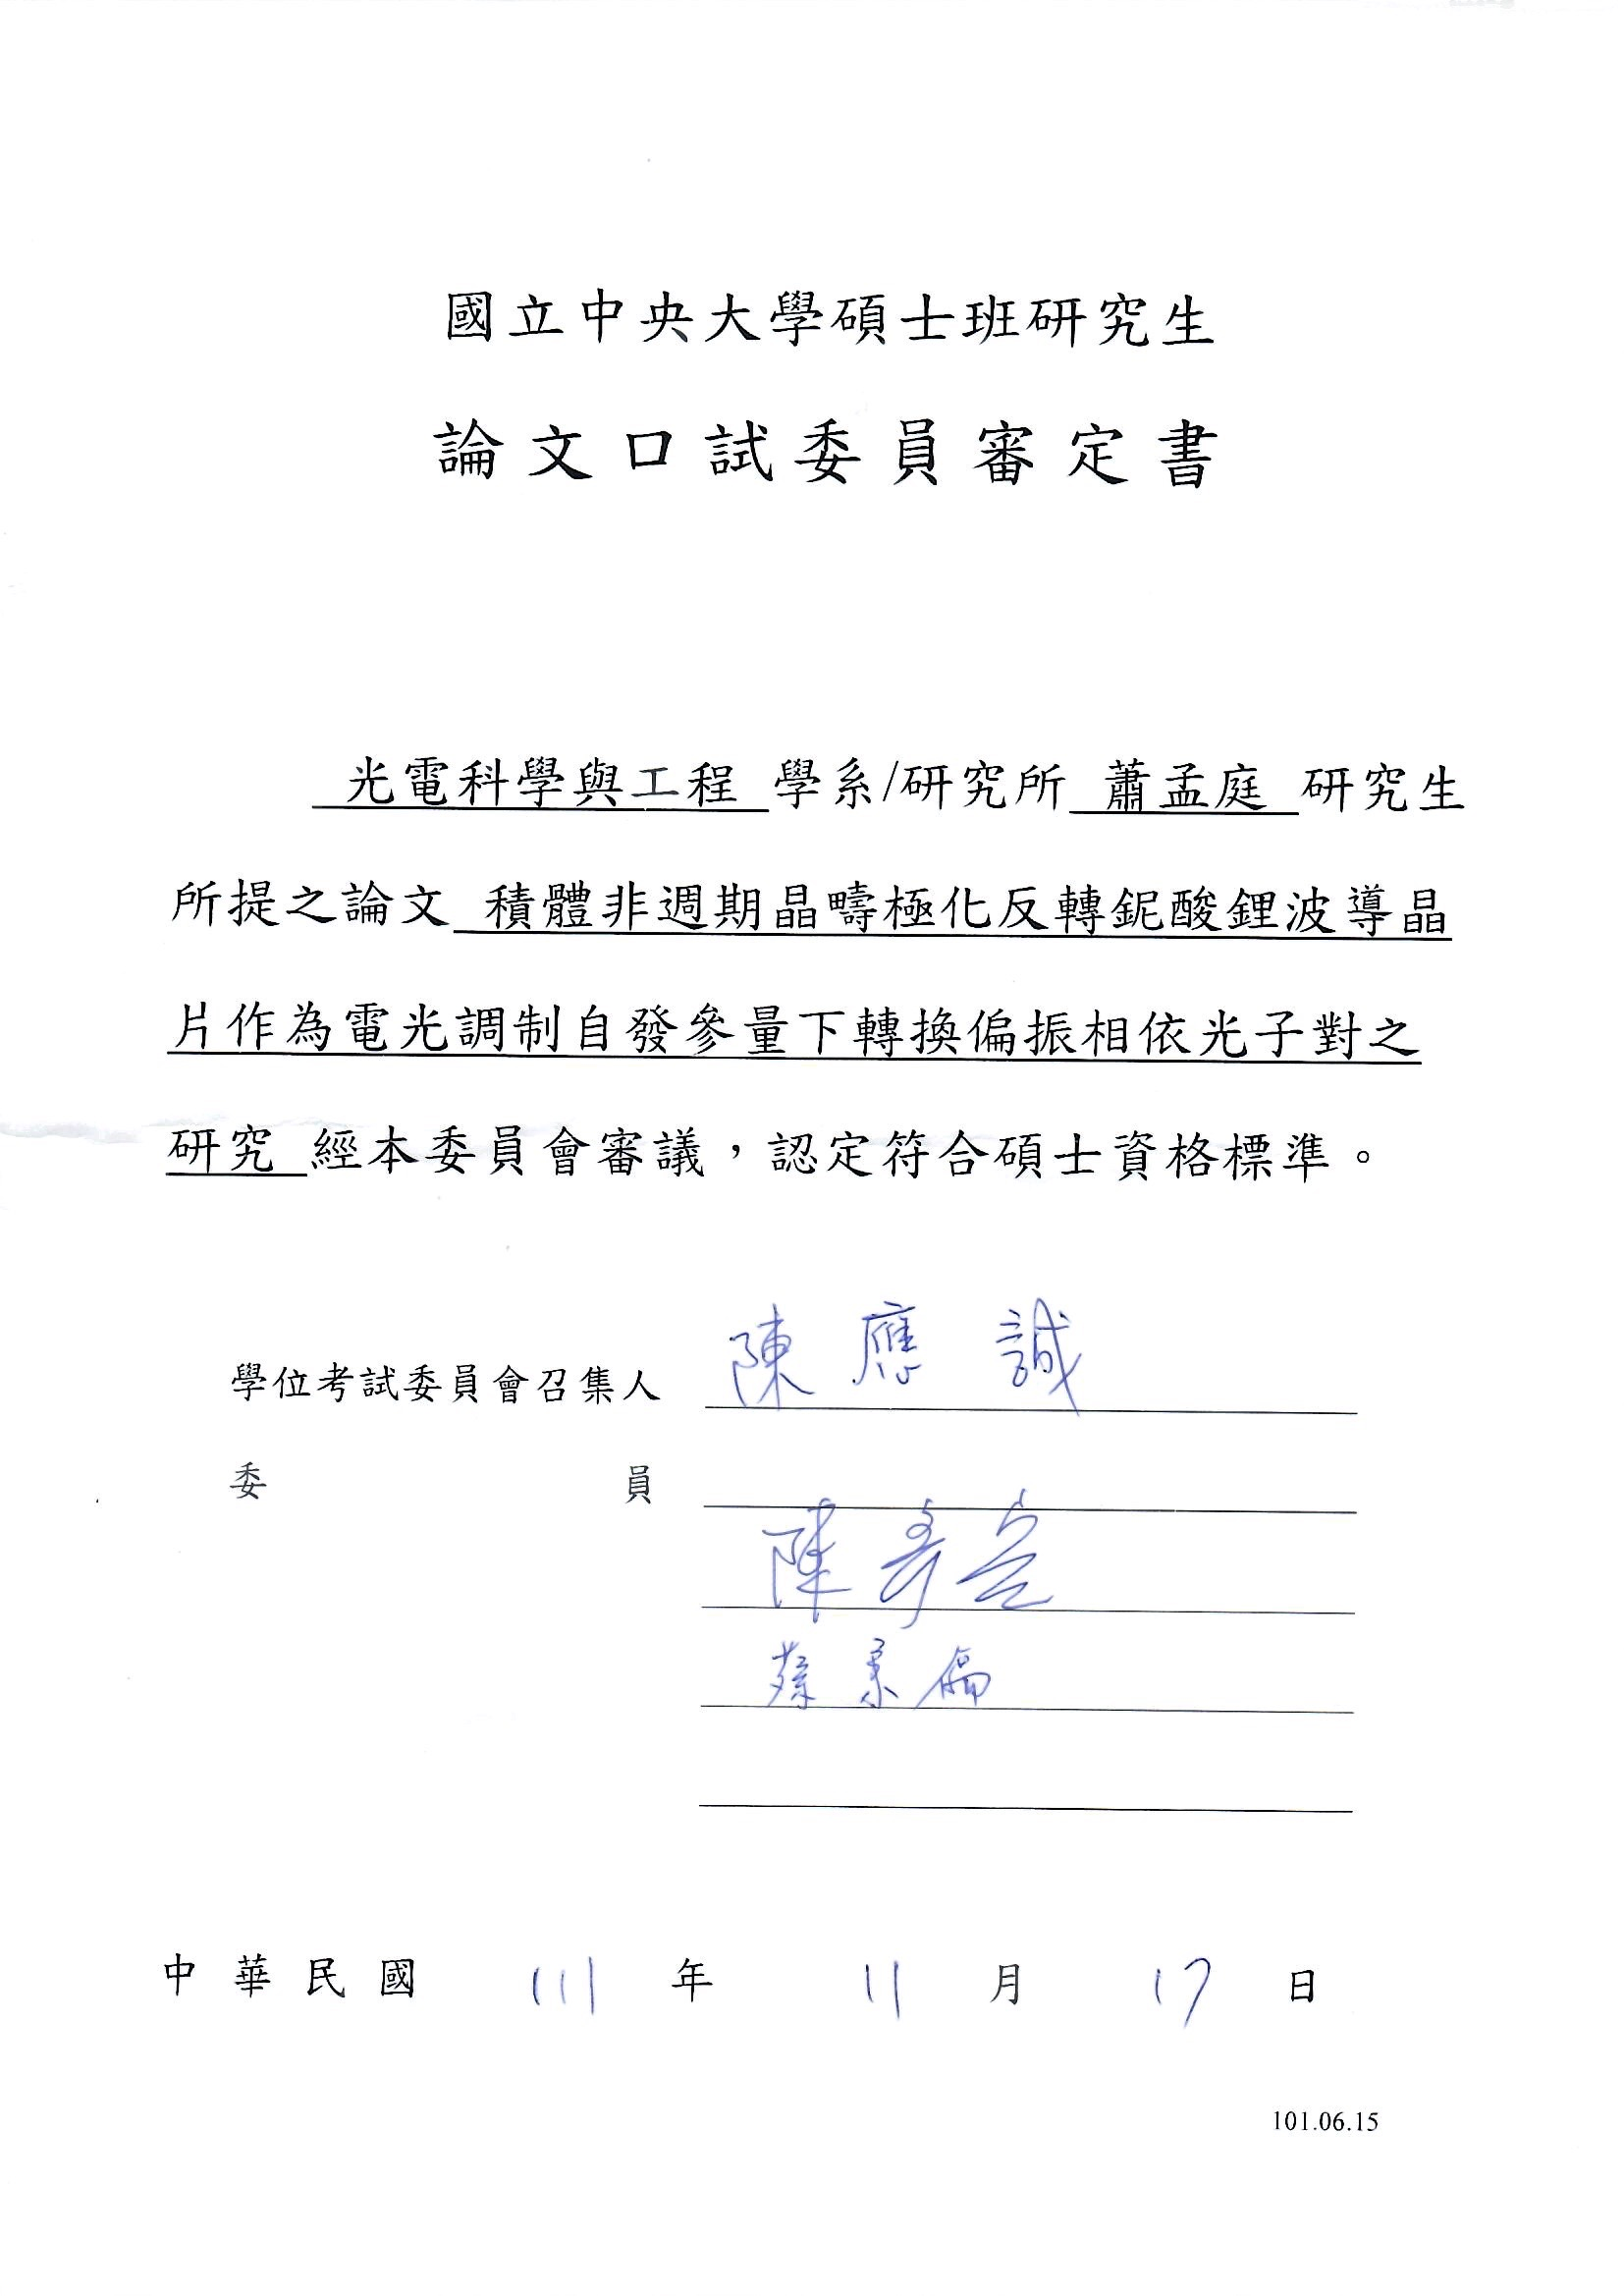 國立中央大學碩士班研究生
論文口試委員審定書
光電科學與工程 學系/研究所 蕭孟庭 研究生
所提之論文 積體非週期晶疇極化反轉鈮酸鋰波導晶
片作為電光調制自發參量下轉換偏振相依光子對之
研究 經本委員會審議，認定符合碩士資格標準。
學位考試委員會召集人 陳應誠
委員
陳彥宏
中華民國 111 年 11 月 17 日
101.06.15